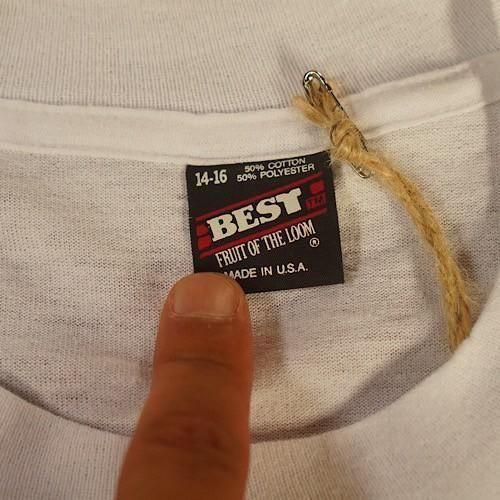 14-16 50% COTTON
50% POLYESTER
BEST TM
FRUIT OF THE LOOM ®
MADE IN U.S.A.